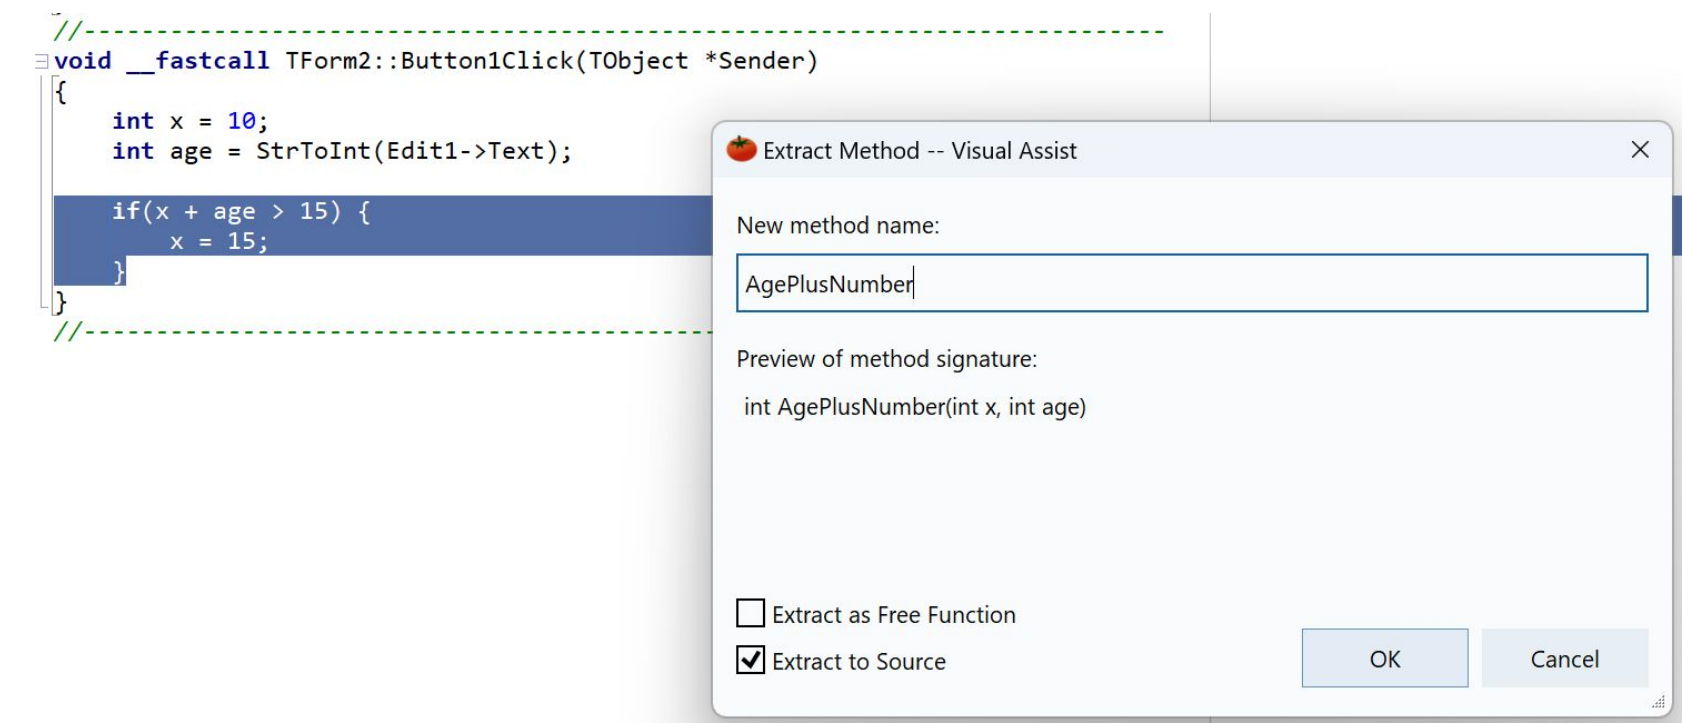 //---------------------------------------------------------------------------
void __fastcall TForm2::Button1Click(TObject *Sender)
{
int x = 10;
int age = StrToInt(Edit1->Text);
if(x + age > 15) {
x = 15;
}
}
//---------------------------------------
Extract Method -- Visual Assist
New method name:
AgePlusNumber
Preview of method signature:
int AgePlusNumber(int x, int age)
Extract as Free Function
Extract to Source
OK
Cancel